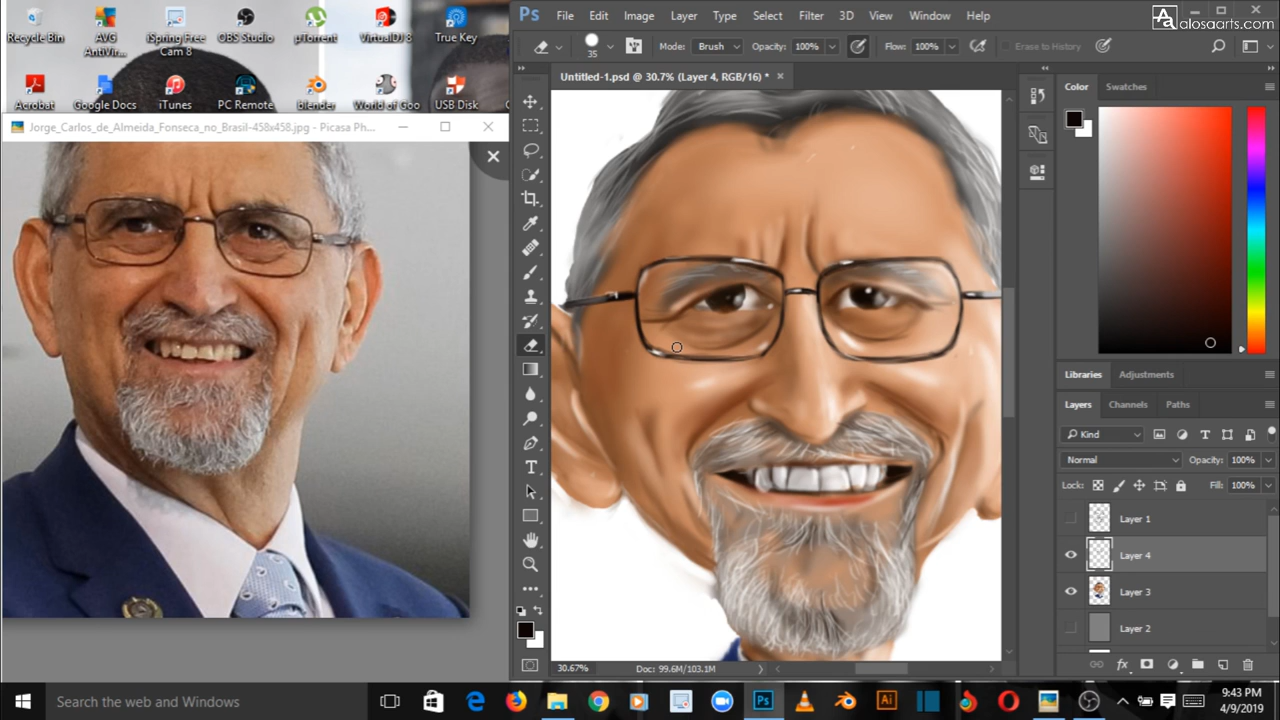 Recycle Bin
AVG AntiVir...
iSpring Free Cam 8
OBS Studio
µTorrent
VirtualDJ 8
True Key
Acrobat
Google Docs
iTunes
PC Remote
blender
World of Goo
USB Disk
Jorge_Carlos_de_Almeida_Fonseca_no_Brasil-458x458.jpg - Picasa Ph...
Ps File Edit Image Layer Type Select Filter 3D View Window Help
alosaarts.com
35
Mode: Brush Opacity: 100% Flow: 100% Erase to History
Untitled-1.psd @ 30.7% (Layer 4, RGB/16) *
Color Swatches
Libraries Adjustments
Layers Channels Paths
Kind
Normal Opacity: 100%
Lock: Fill: 100%
Layer 1
Layer 4
Layer 3
Layer 2
fx
30.67% Doc: 99.6M/103.1M
Search the web and Windows
Ps
Ai
9:43 PM
4/9/2019